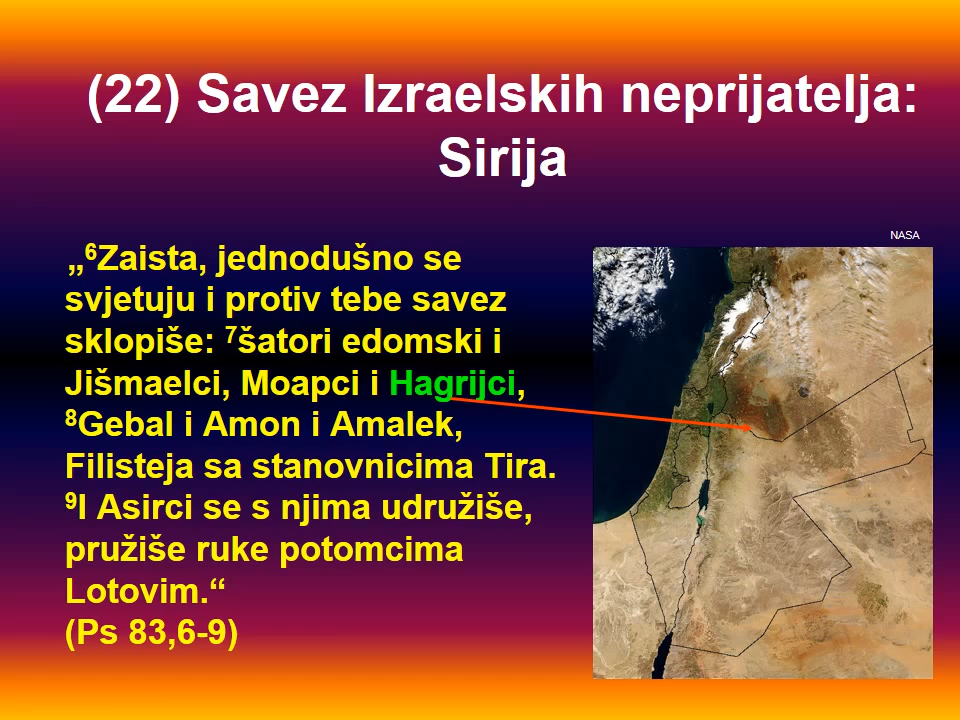 (22) Savez Izraelskih neprijatelja:
Sirija
NASA
„⁶Zaista, jednodušno se
svjetuju i protiv tebe savez
sklopiše: ⁷šatori edomski i
Jišmaelci, Moapci i Hagrijci,
⁸Gebal i Amon i Amalek,
Filisteja sa stanovnicima Tira.
⁹I Asirci se s njima udružiše,
pružiše ruke potomcima
Lotovim.“
(Ps 83,6-9)